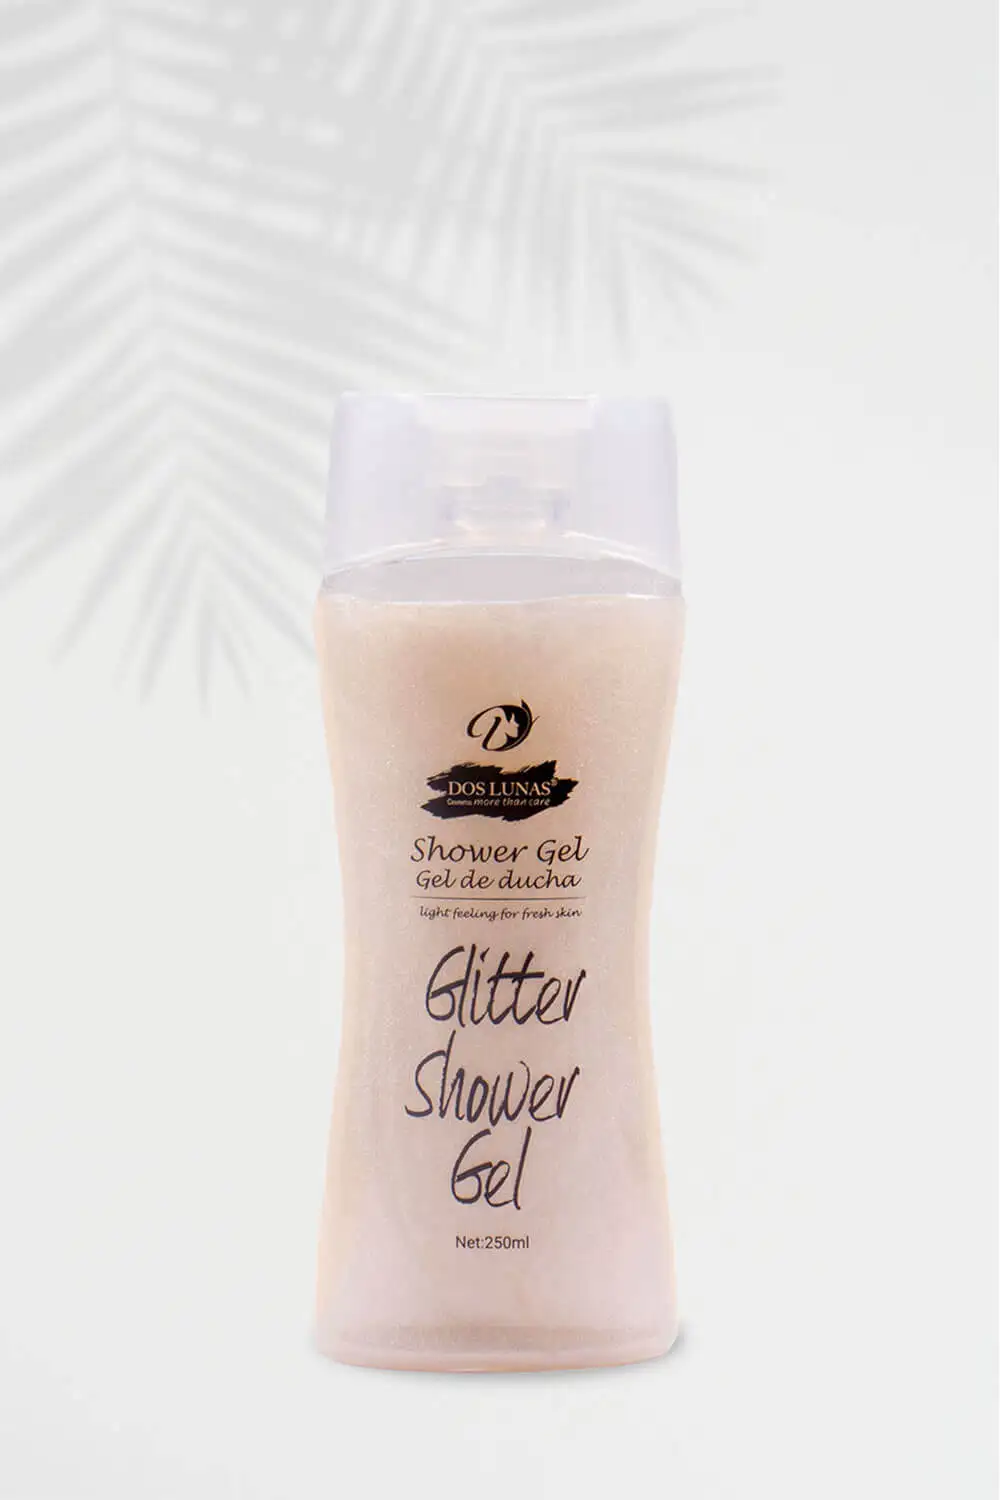 D
DOS LUNAS®
Cosmetics more than care
Shower Gel
Gel de ducha
light feeling for fresh skin
Glitter
Shower
Gel
Net:250ml